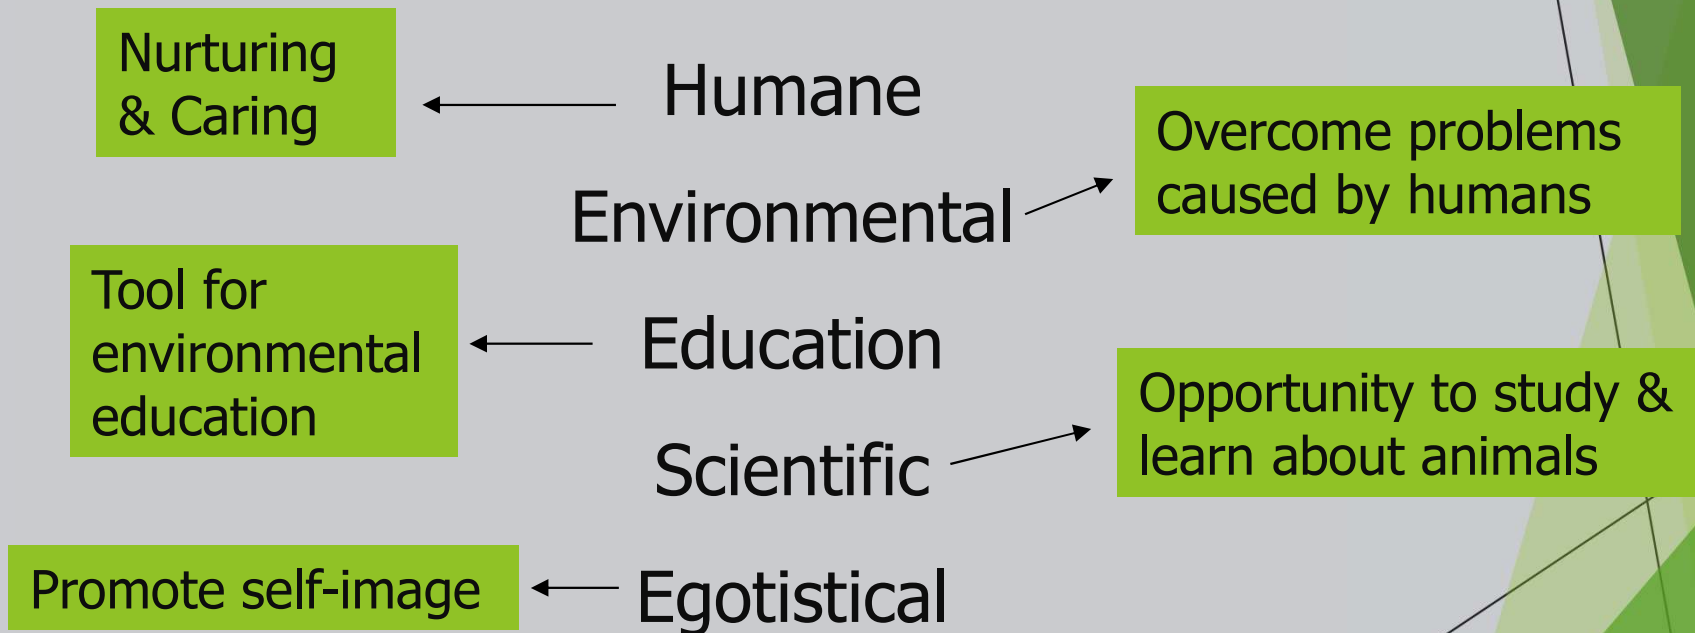 Nurturing
& Caring
Humane
Overcome problems
caused by humans
Environmental
Tool for
environmental
education
Education
Opportunity to study &
learn about animals
Scientific
Promote self-image
Egotistical